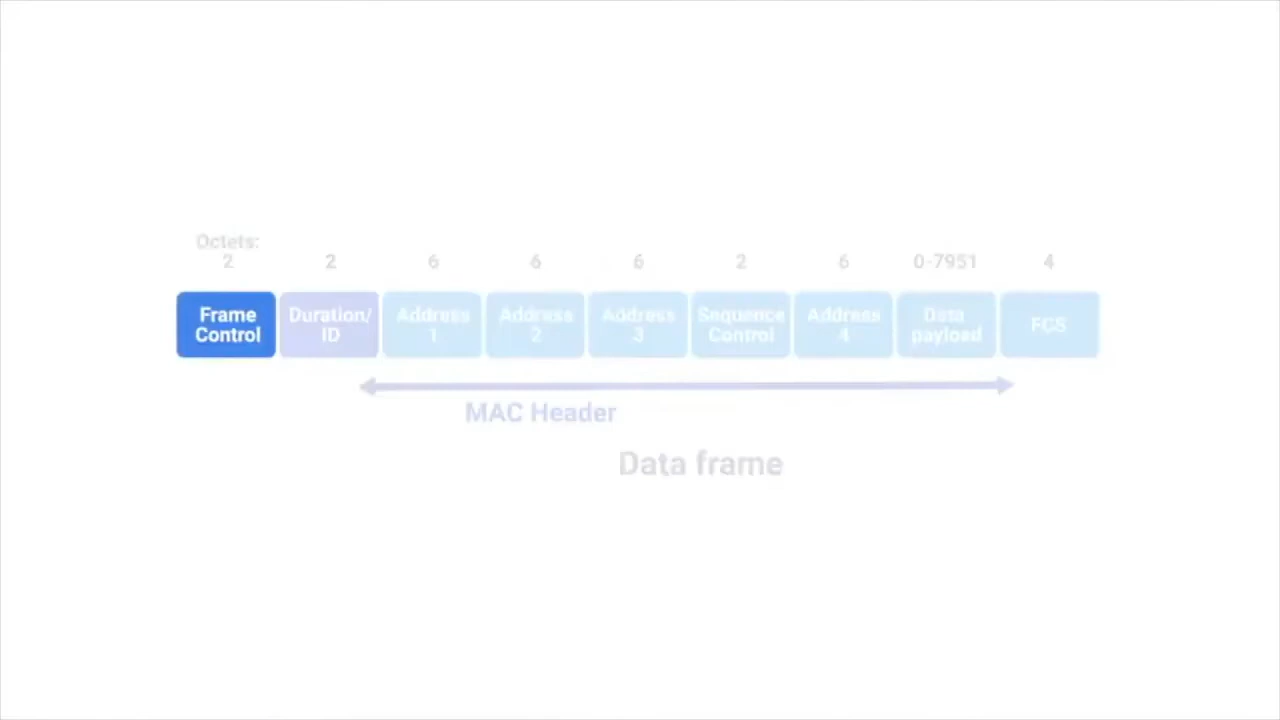 Octets:
2 2 6 6 6 2 6 0-7951 4
Frame Control
Duration/ ID
Address 1
Address 2
Address 3
Sequence Control
Address 4
Data payload
FCS
MAC Header
Data frame